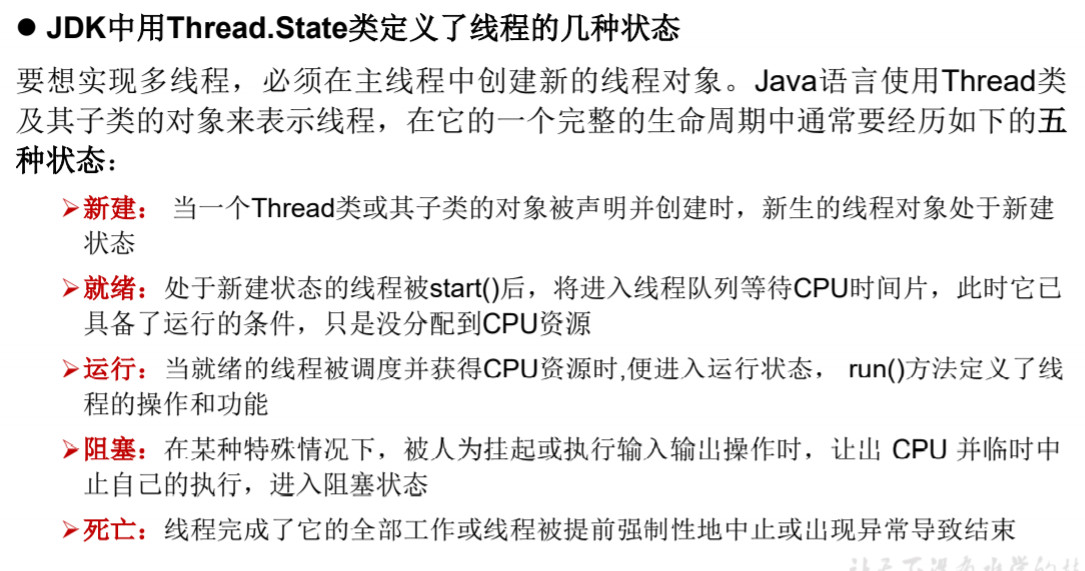 ● JDK中用Thread.State类定义了线程的几种状态
要想实现多线程，必须在主线程中创建新的线程对象。Java语言使用Thread类
及其子类的对象来表示线程，在它的一个完整的生命周期中通常要经历如下的五
种状态：
➢新建： 当一个Thread类或其子类的对象被声明并创建时，新生的线程对象处于新建
状态
➢就绪：处于新建状态的线程被start()后，将进入线程队列等待CPU时间片，此时它已
具备了运行的条件，只是没分配到CPU资源
➢运行：当就绪的线程被调度并获得CPU资源时,便进入运行状态， run()方法定义了线
程的操作和功能
➢阻塞：在某种特殊情况下，被人为挂起或执行输入输出操作时，让出 CPU 并临时中
止自己的执行，进入阻塞状态
➢死亡：线程完成了它的全部工作或线程被提前强制性地中止或出现异常导致结束